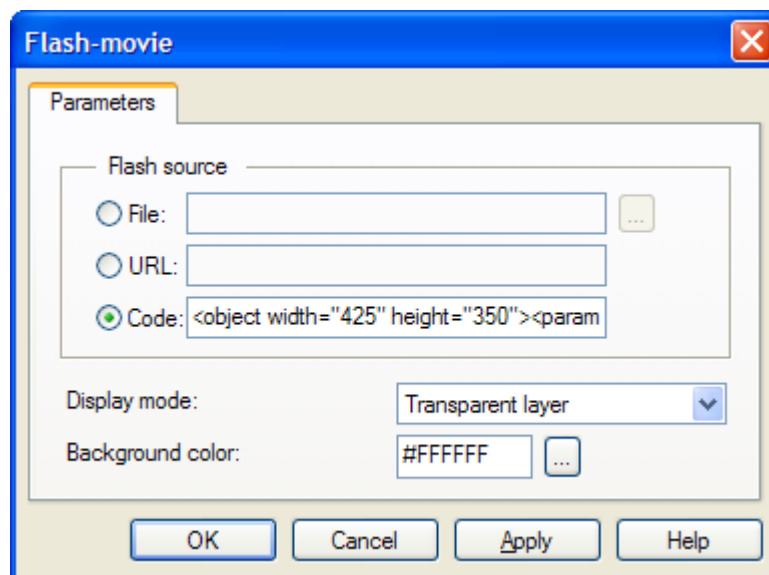 Flash-movie
Parameters
Flash source
File:
...
URL:
Code: <object width="425" height="350"><param
Display mode: Transparent layer
Background color: #FFFFFF ...
OK Cancel Apply Help